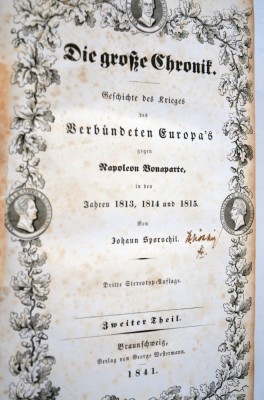 Die große Chronik.
Geschichte des Krieges
des
Verbündeten Europa's
gegen
Napoleon Bonaparte,
in den
Jahren 1813, 1814 und 1815.
Von
Johann Sporschil.
Dritte Stereotyp-Auflage.
Zweiter Theil.
Braunschweig,
Verlag von George Westermann.
1841.